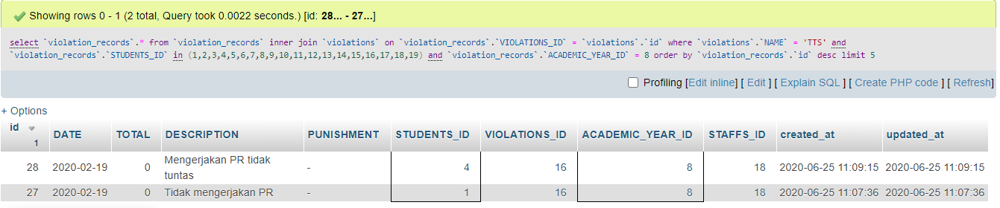 Showing rows 0 - 1 (2 total, Query took 0.0022 seconds.) [id: 28... - 27...]
select `violation_records`.* from `violation_records` inner join `violations` on `violation_records`.`VIOLATIONS_ID` = `violations`.`id` where `violations`.`NAME` = 'TTS' and
`violation_records`.`STUDENTS_ID` in (1,2,3,4,5,6,7,8,9,10,11,12,13,14,15,16,17,18,19) and `violation_records`.`ACADEMIC_YEAR_ID` = 8 order by `violation_records`.`id` desc limit 5
Profiling [Edit inline] [ Edit ] [ Explain SQL ] [ Create PHP code ] [ Refresh]
+ Options
id 1 DATE TOTAL DESCRIPTION PUNISHMENT STUDENTS_ID VIOLATIONS_ID ACADEMIC_YEAR_ID STAFFS_ID created_at updated_at
28 2020-02-19 0 Mengerjakan PR tidak - 4 16 8 18 2020-06-25 11:09:15 2020-06-25 11:09:15
tuntas
27 2020-02-19 0 Tidak mengerjakan PR - 1 16 8 18 2020-06-25 11:07:36 2020-06-25 11:07:36